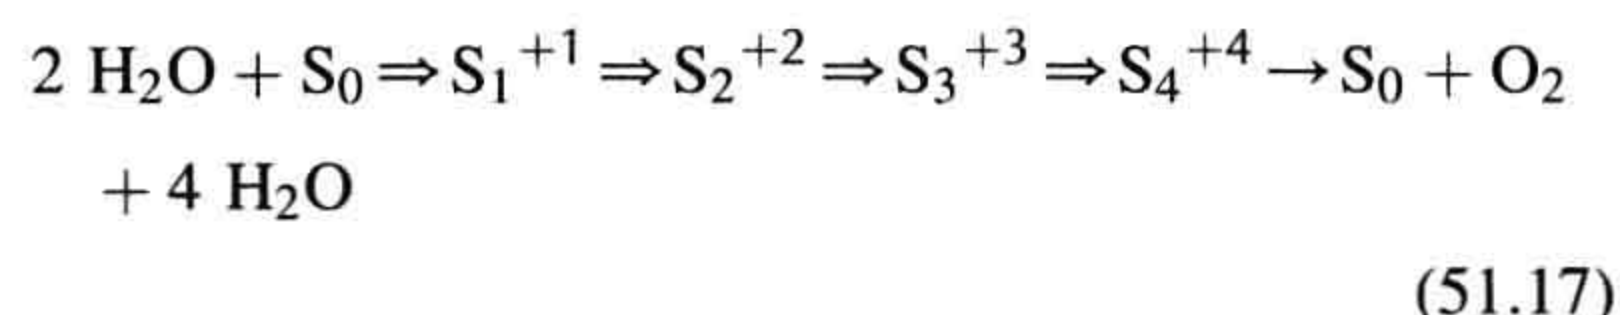 2 H₂O + S₀ ⇒ S₁⁺¹ ⇒ S₂⁺² ⇒ S₃⁺³ ⇒ S₄⁺⁴ → S₀ + O₂
+ 4 H₂O
(51.17)